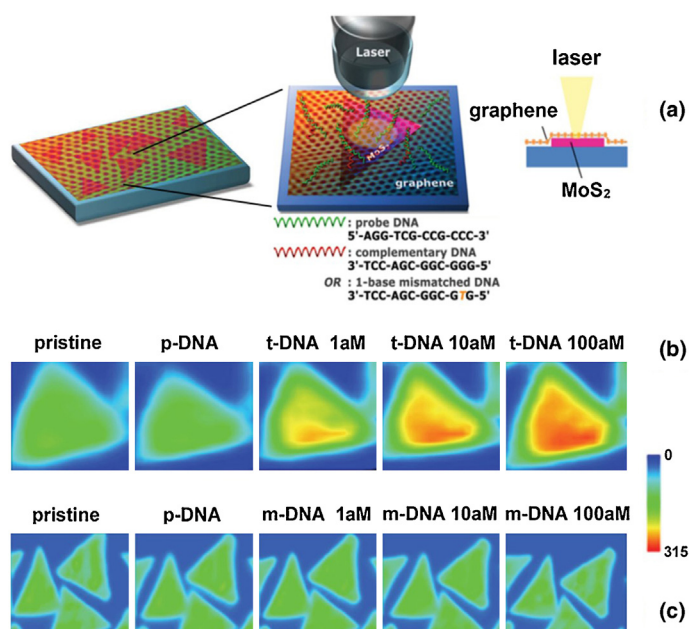 Laser
laser
graphene
MoS₂
(a)
MoS₂
graphene
: probe DNA
5'-AGG-TCG-CCG-CCC-3'
: complementary DNA
3'-TCC-AGC-GGC-GGG-5'
OR : 1-base mismatched DNA
3'-TCC-AGC-GGC-GTG-5'
pristine p-DNA t-DNA 1aM t-DNA 10aM t-DNA 100aM
(b)
0
315
pristine p-DNA m-DNA 1aM m-DNA 10aM m-DNA 100aM
(c)